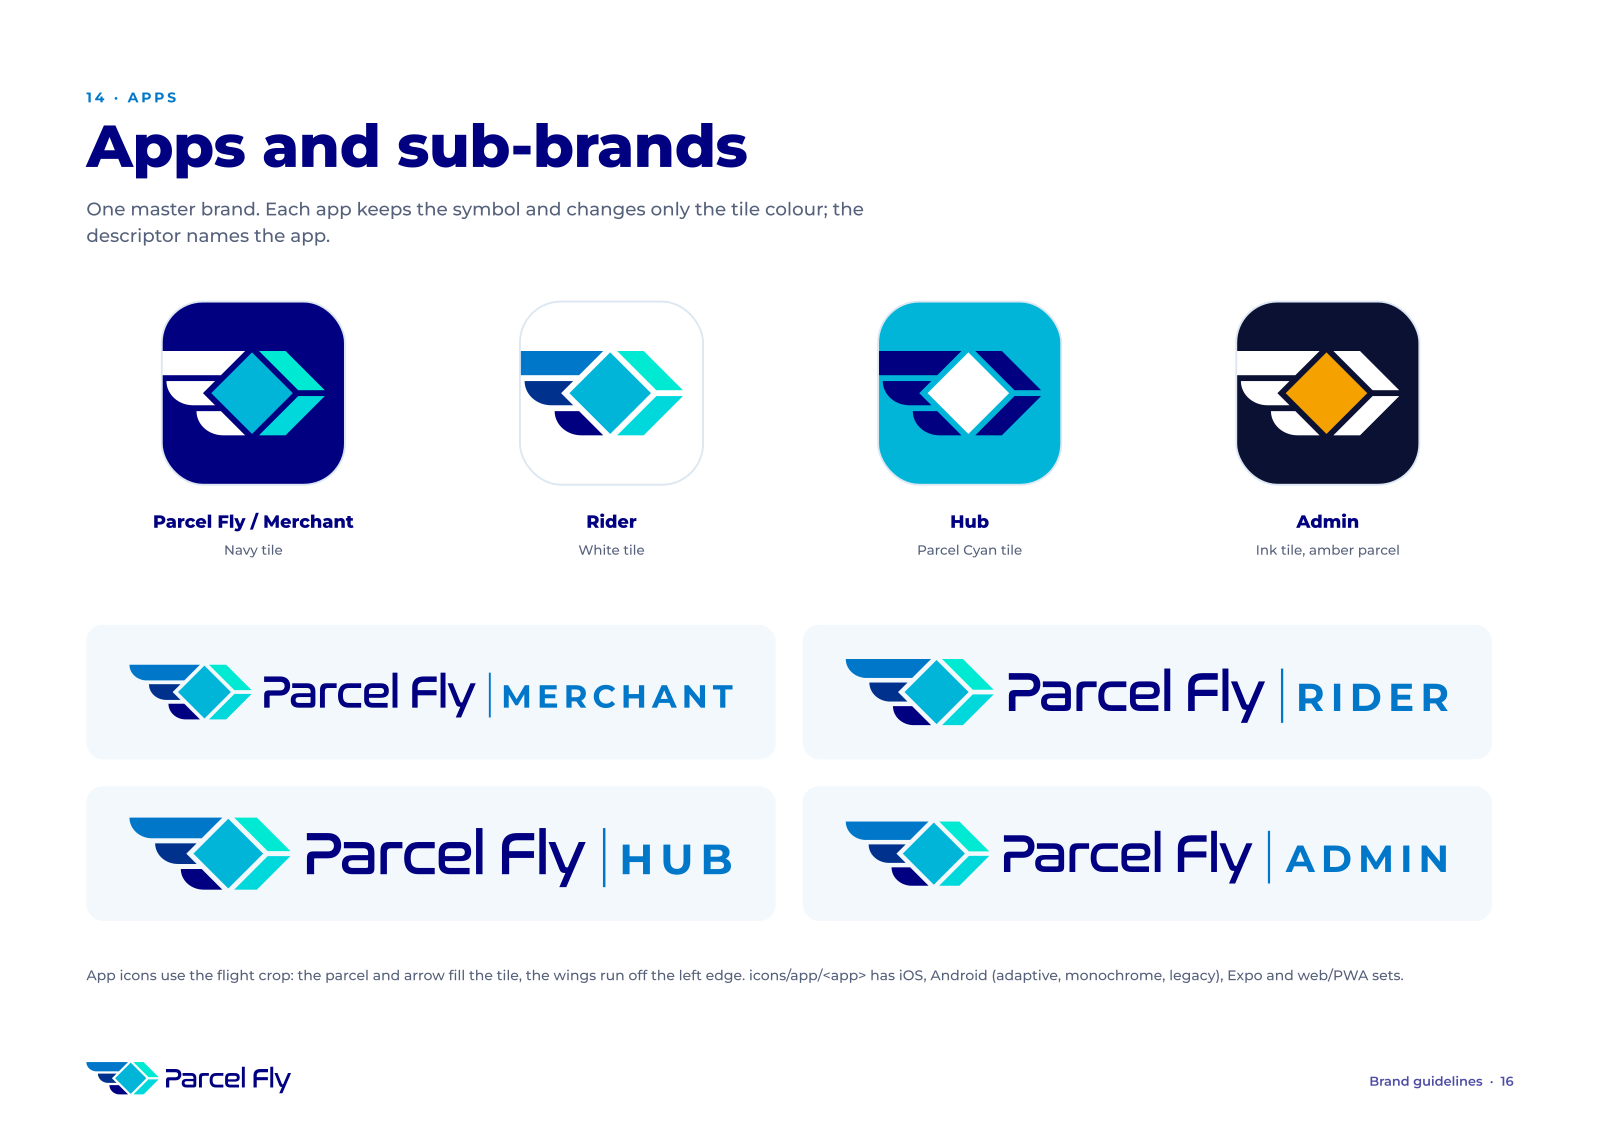 14 · APPS
Apps and sub-brands
One master brand. Each app keeps the symbol and changes only the tile colour; the
descriptor names the app.
Parcel Fly / Merchant
Navy tile
Rider
White tile
Hub
Parcel Cyan tile
Admin
Ink tile, amber parcel
Parcel Fly | MERCHANT
Parcel Fly | RIDER
Parcel Fly | HUB
Parcel Fly | ADMIN
App icons use the flight crop: the parcel and arrow fill the tile, the wings run off the left edge. icons/app/<app> has iOS, Android (adaptive, monochrome, legacy), Expo and web/PWA sets.
Parcel Fly
Brand guidelines · 16